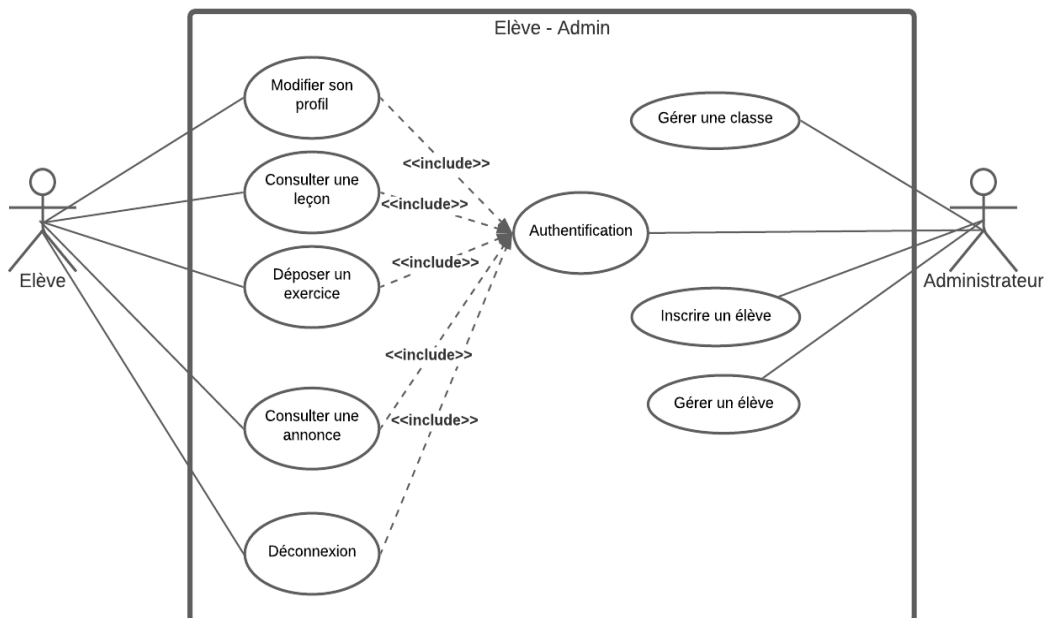 Elève - Admin
Modifier son
profil
Gérer une classe
<<include>>
Consulter une
leçon
<<include>>
Authentification
<<include>>
Déposer un
exercice
Elève
Administrateur
Inscrire un élève
<<include>>
Gérer un élève
Consulter une
annonce
<<include>>
Déconnexion